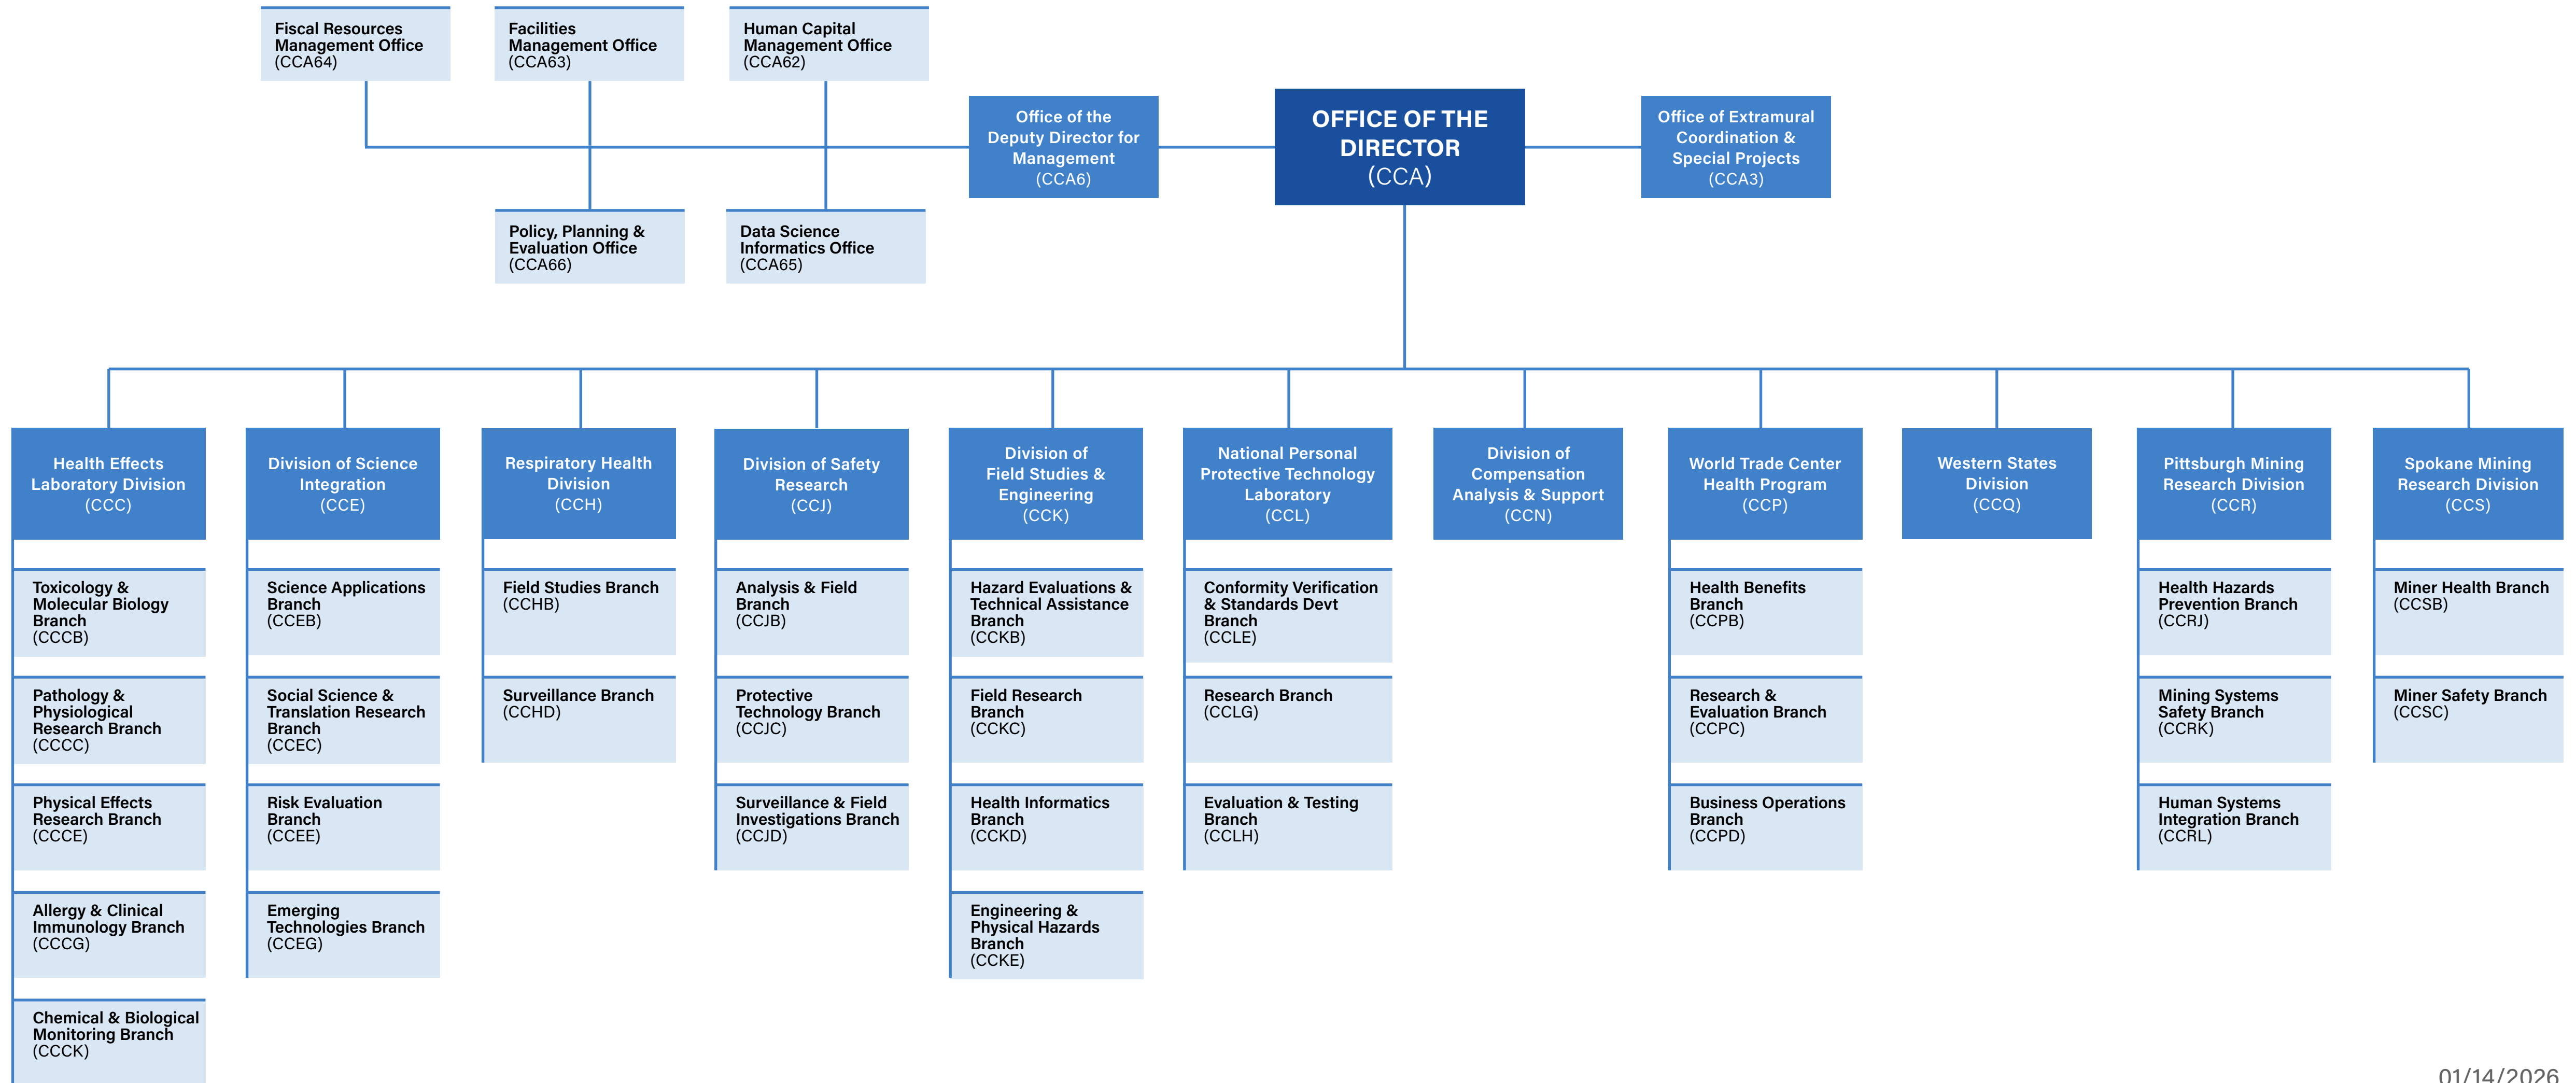 Fiscal Resources
Management Office
(CCA64)
Facilities
Management Office
(CCA63)
Human Capital
Management Office
(CCA62)
Office of the
Deputy Director for
Management
(CCA6)
OFFICE OF THE
DIRECTOR
(CCA)
Office of Extramural
Coordination &
Special Projects
(CCA3)
Policy, Planning &
Evaluation Office
(CCA66)
Data Science
Informatics Office
(CCA65)
Health Effects
Laboratory Division
(CCC)
Toxicology &
Molecular Biology
Branch
(CCCB)
Pathology &
Physiological
Research Branch
(CCCC)
Physical Effects
Research Branch
(CCCE)
Allergy & Clinical
Immunology Branch
(CCCG)
Chemical & Biological
Monitoring Branch
(CCCK)
Division of Science
Integration
(CCE)
Science Applications
Branch
(CCEB)
Social Science &
Translation Research
Branch
(CCEC)
Risk Evaluation
Branch
(CCEE)
Emerging
Technologies Branch
(CCEG)
Respiratory Health
Division
(CCH)
Field Studies Branch
(CCHB)
Surveillance Branch
(CCHD)
Division of Safety
Research
(CCJ)
Analysis & Field
Branch
(CCJB)
Protective
Technology Branch
(CCJC)
Surveillance & Field
Investigations Branch
(CCJD)
Division of
Field Studies &
Engineering
(CCK)
Hazard Evaluations &
Technical Assistance
Branch
(CCKB)
Field Research
Branch
(CCKC)
Health Informatics
Branch
(CCKD)
Engineering &
Physical Hazards
Branch
(CCKE)
National Personal
Protective Technology
Laboratory
(CCL)
Conformity Verification
& Standards Devt
Branch
(CCLE)
Research Branch
(CCLG)
Evaluation & Testing
Branch
(CCLH)
Division of
Compensation
Analysis & Support
(CCN)
World Trade Center
Health Program
(CCP)
Health Benefits
Branch
(CCPB)
Research &
Evaluation Branch
(CCPC)
Business Operations
Branch
(CCPD)
Western States
Division
(CCQ)
Pittsburgh Mining
Research Division
(CCR)
Health Hazards
Prevention Branch
(CCRJ)
Mining Systems
Safety Branch
(CCRK)
Human Systems
Integration Branch
(CCRL)
Spokane Mining
Research Division
(CCS)
Miner Health Branch
(CCSB)
Miner Safety Branch
(CCSC)
01/14/2026